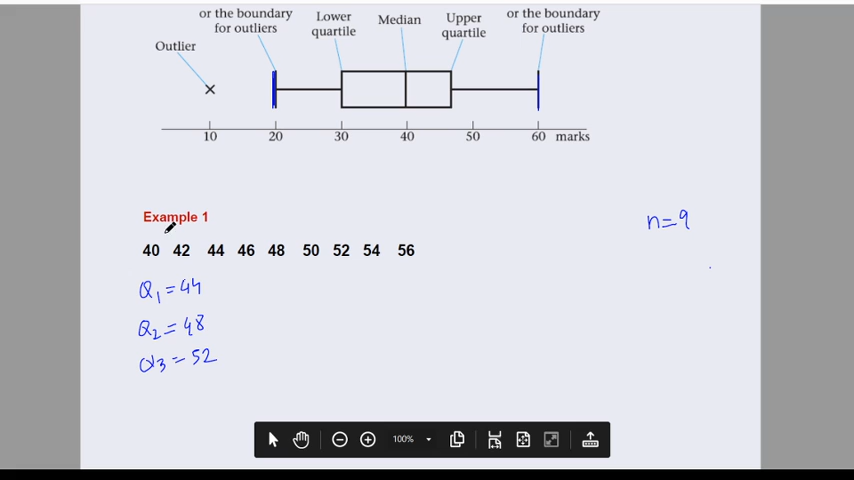 or the boundary for outliers
Lower quartile
Median
Upper quartile
or the boundary for outliers
Outlier
10 20 30 40 50 60 marks
Example 1
n=9
40 42 44 46 48 50 52 54 56
Q1 = 44
Q2 = 48
Q3 = 52
100%